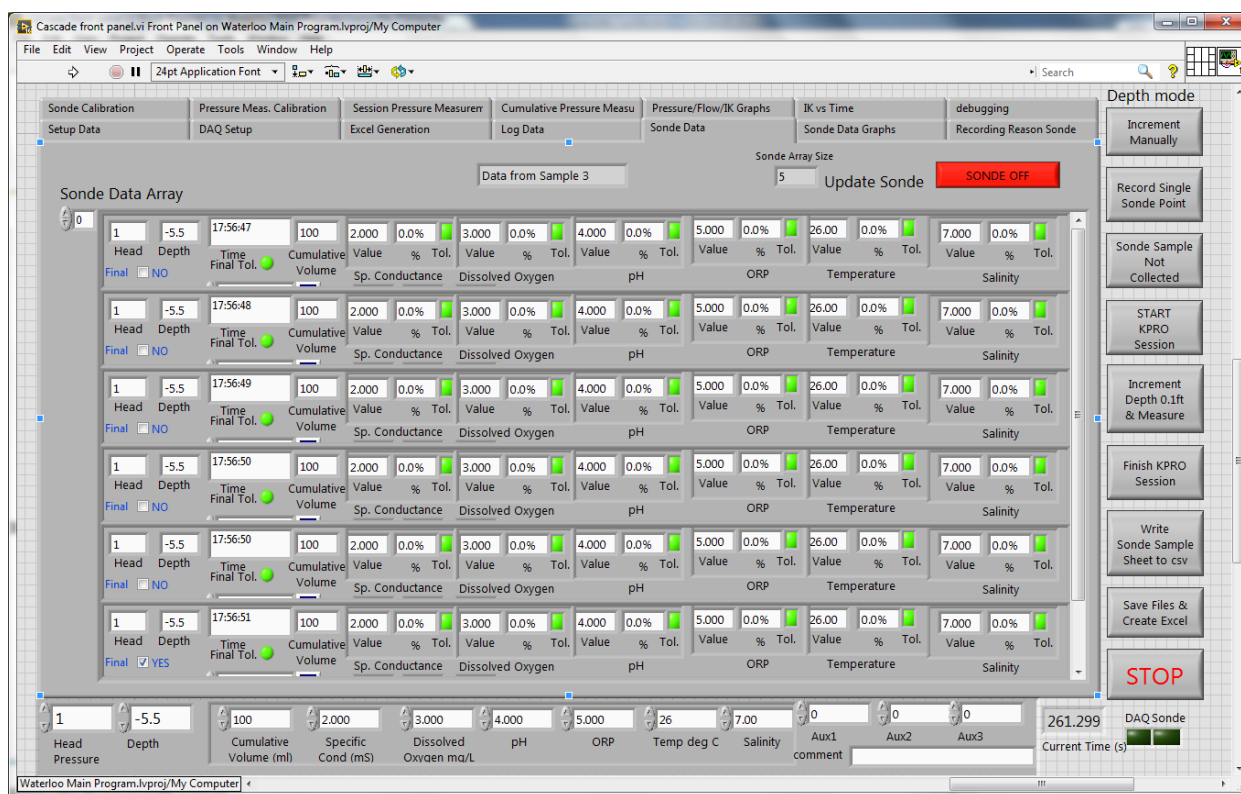 Cascade front panel.vi Front Panel on Waterloo Main Program.lvproj/My Computer
File Edit View Project Operate Tools Window Help
24pt Application Font
Search
Sonde Calibration Pressure Meas. Calibration Session Pressure Measurem Cumulative Pressure Measu Pressure/Flow/IK Graphs IK vs Time debugging
Setup Data DAQ Setup Excel Generation Log Data Sonde Data Sonde Data Graphs Recording Reason Sonde
Data from Sample 3
Sonde Array Size
5
Update Sonde
SONDE OFF
Sonde Data Array
0
1 -5.5 17:56:47 100 2.000 0.0% 3.000 0.0% 4.000 0.0% 5.000 0.0% 26.00 0.0% 7.000 0.0%
Head Depth Time Cumulative Value % Tol. Value % Tol. Value % Tol. Value % Tol. Value % Tol. Value % Tol.
Final NO Final Tol. Volume Sp. Conductance Dissolved Oxygen pH ORP Temperature Salinity
1 -5.5 17:56:48 100 2.000 0.0% 3.000 0.0% 4.000 0.0% 5.000 0.0% 26.00 0.0% 7.000 0.0%
Head Depth Time Cumulative Value % Tol. Value % Tol. Value % Tol. Value % Tol. Value % Tol. Value % Tol.
Final NO Final Tol. Volume Sp. Conductance Dissolved Oxygen pH ORP Temperature Salinity
1 -5.5 17:56:49 100 2.000 0.0% 3.000 0.0% 4.000 0.0% 5.000 0.0% 26.00 0.0% 7.000 0.0%
Head Depth Time Cumulative Value % Tol. Value % Tol. Value % Tol. Value % Tol. Value % Tol. Value % Tol.
Final NO Final Tol. Volume Sp. Conductance Dissolved Oxygen pH ORP Temperature Salinity
1 -5.5 17:56:50 100 2.000 0.0% 3.000 0.0% 4.000 0.0% 5.000 0.0% 26.00 0.0% 7.000 0.0%
Head Depth Time Cumulative Value % Tol. Value % Tol. Value % Tol. Value % Tol. Value % Tol. Value % Tol.
Final NO Final Tol. Volume Sp. Conductance Dissolved Oxygen pH ORP Temperature Salinity
1 -5.5 17:56:50 100 2.000 0.0% 3.000 0.0% 4.000 0.0% 5.000 0.0% 26.00 0.0% 7.000 0.0%
Head Depth Time Cumulative Value % Tol. Value % Tol. Value % Tol. Value % Tol. Value % Tol. Value % Tol.
Final NO Final Tol. Volume Sp. Conductance Dissolved Oxygen pH ORP Temperature Salinity
1 -5.5 17:56:51 100 2.000 0.0% 3.000 0.0% 4.000 0.0% 5.000 0.0% 26.00 0.0% 7.000 0.0%
Head Depth Time Cumulative Value % Tol. Value % Tol. Value % Tol. Value % Tol. Value % Tol. Value % Tol.
Final YES Final Tol. Volume Sp. Conductance Dissolved Oxygen pH ORP Temperature Salinity
Depth mode
Increment
Manually
Record Single
Sonde Point
Sonde Sample
Not
Collected
START
KPRO
Session
Increment
Depth 0.1ft
& Measure
Finish KPRO
Session
Write
Sonde Sample
Sheet to csv
Save Files &
Create Excel
STOP
1 -5.5 100 2.000 3.000 4.000 5.000 26 7.00 0 0 0 261.299 DAQ Sonde
Head Depth Cumulative Specific Dissolved pH ORP Temp deg C Salinity Aux1 Aux2 Aux3 Current Time (s)
Pressure Volume (ml) Cond (mS) Oxygen mg/L comment
Waterloo Main Program.lvproj/My Computer